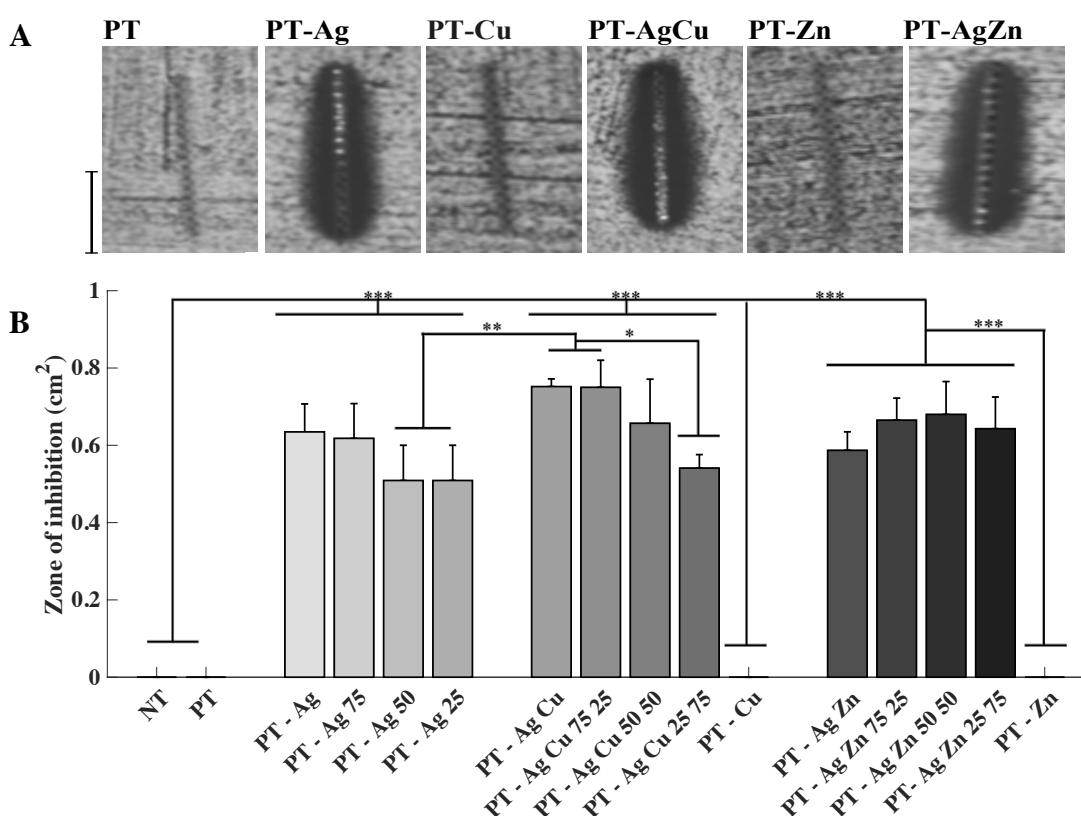 A
PT
PT-Ag
PT-Cu
PT-AgCu
PT-Zn
PT-AgZn
B
Zone of inhibition (cm2)
1
0.8
0.6
0.4
0.2
0
***
***
***
**
*
***
NT
PT
PT - Ag
PT - Ag 75
PT - Ag 50
PT - Ag 25
PT - Ag Cu
PT - Ag Cu 75 25
PT - Ag Cu 50 50
PT - Ag Cu 25 75
PT - Cu
PT - Ag Zn
PT - Ag Zn 75 25
PT - Ag Zn 50 50
PT- Ag Zn 25 75
PT - Zn